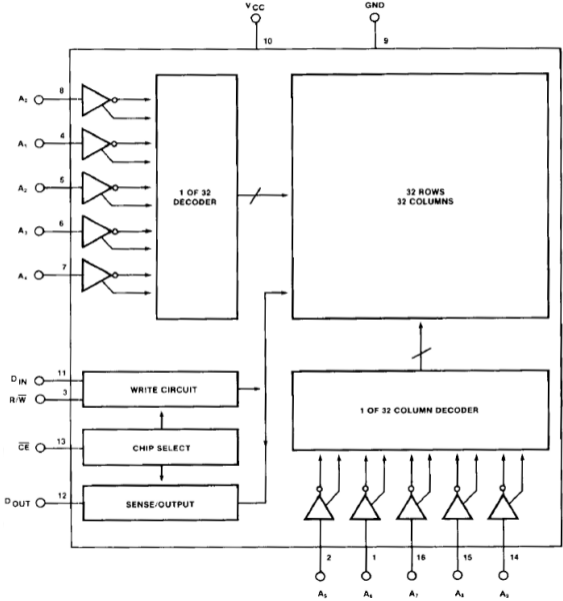 VCC
GND
10
9
A0
8
A1
4
A2
5
A3
6
A4
7
1 OF 32
DECODER
32 ROWS
32 COLUMNS
DIN
11
R/W̅
3
WRITE CIRCUIT
C̅E̅
13
CHIP SELECT
DOUT
12
SENSE/OUTPUT
1 OF 32 COLUMN DECODER
2
1
16
15
14
A5
A6
A7
A8
A9